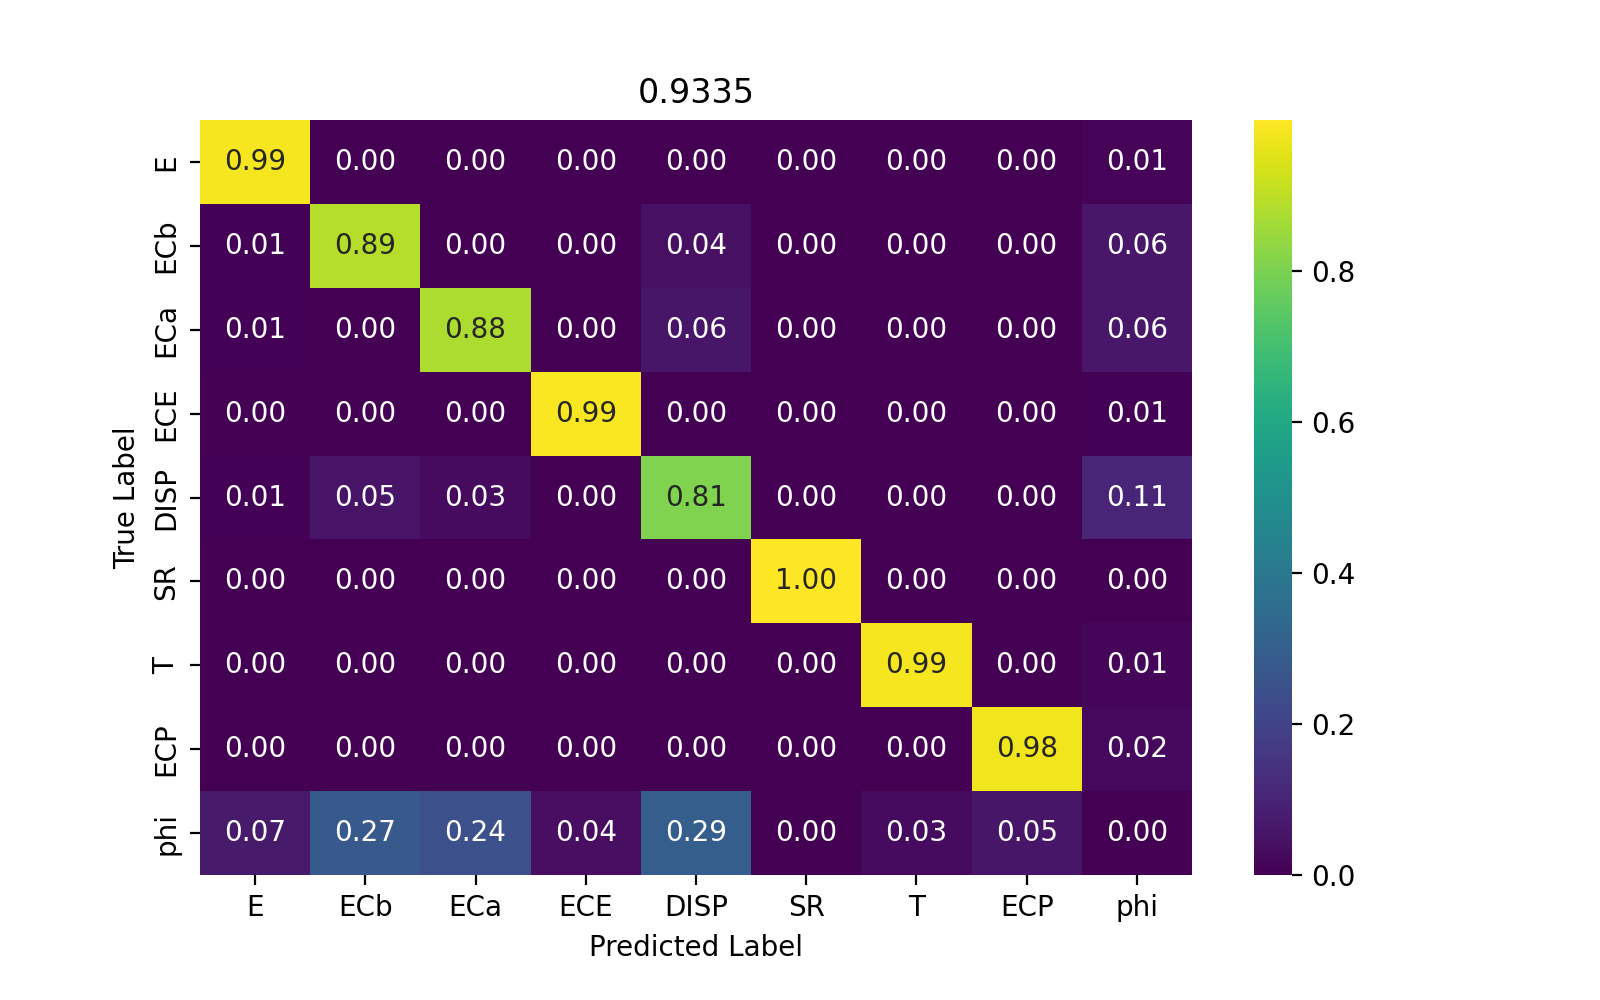 0.9335
True Label
E 0.99 0.00 0.00 0.00 0.00 0.00 0.00 0.00 0.01
ECb 0.01 0.89 0.00 0.00 0.04 0.00 0.00 0.00 0.06
ECa 0.01 0.00 0.88 0.00 0.06 0.00 0.00 0.00 0.06
ECE 0.00 0.00 0.00 0.99 0.00 0.00 0.00 0.00 0.01
DISP 0.01 0.05 0.03 0.00 0.81 0.00 0.00 0.00 0.11
SR 0.00 0.00 0.00 0.00 0.00 1.00 0.00 0.00 0.00
T 0.00 0.00 0.00 0.00 0.00 0.00 0.99 0.00 0.01
ECP 0.00 0.00 0.00 0.00 0.00 0.00 0.00 0.98 0.02
phi 0.07 0.27 0.24 0.04 0.29 0.00 0.03 0.05 0.00
E ECb ECa ECE DISP SR T ECP phi
Predicted Label
0.8
0.6
0.4
0.2
0.0